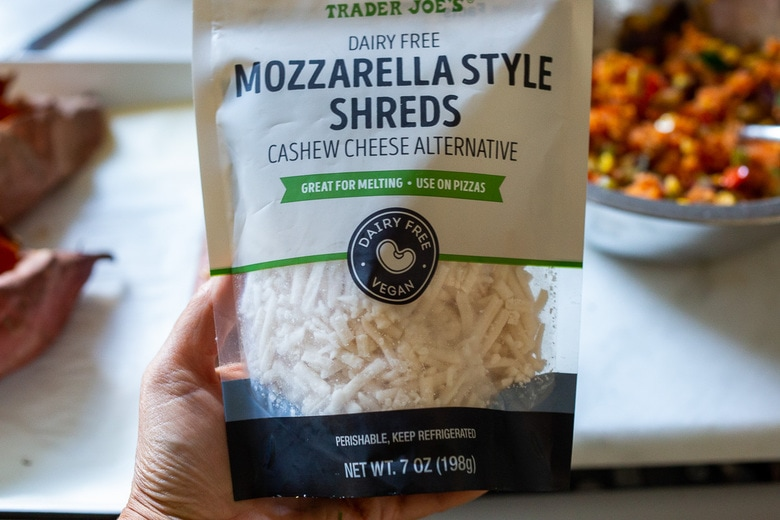 TRADER JOE'S
DAIRY FREE
MOZZARELLA STYLE
SHREDS
CASHEW CHEESE ALTERNATIVE
GREAT FOR MELTING • USE ON PIZZAS
DAIRY FREE
VEGAN
PERISHABLE, KEEP REFRIGERATED
NET WT. 7 OZ (198g)